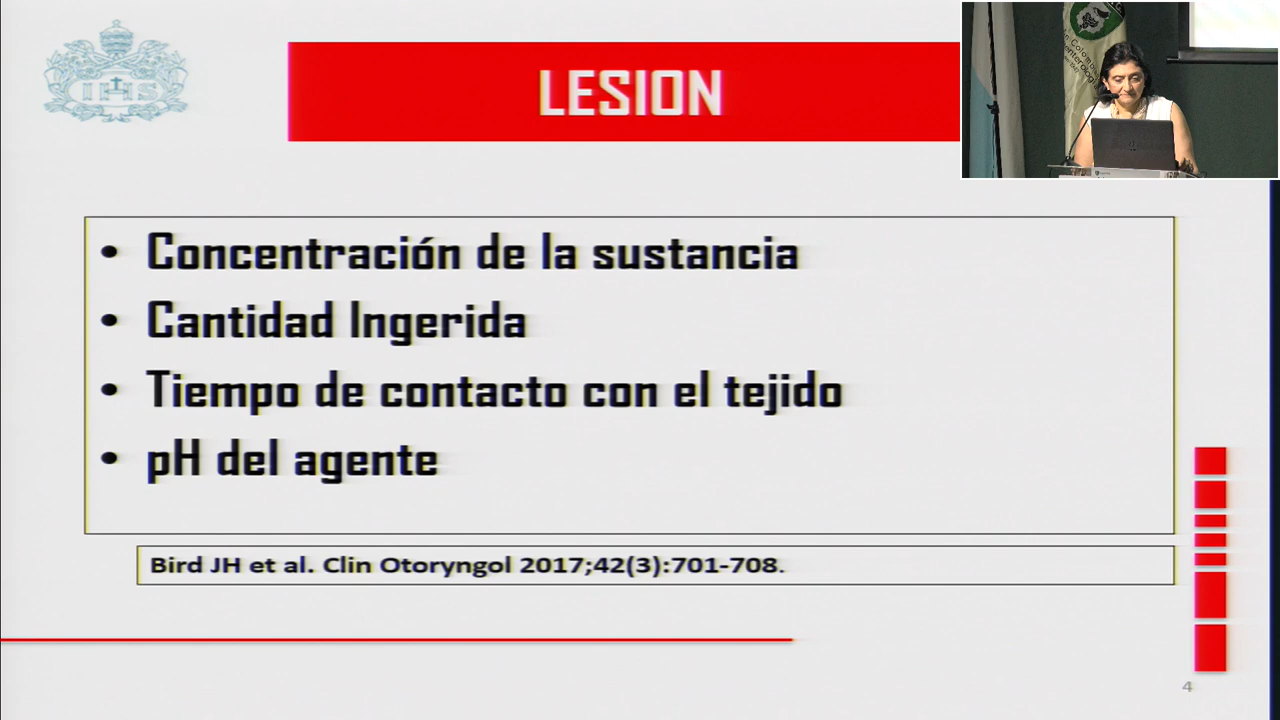 IHS
LESION
• Concentración de la sustancia
• Cantidad Ingerida
• Tiempo de contacto con el tejido
• pH del agente
Bird JH et al. Clin Otoryngol 2017;42(3):701-708.
4